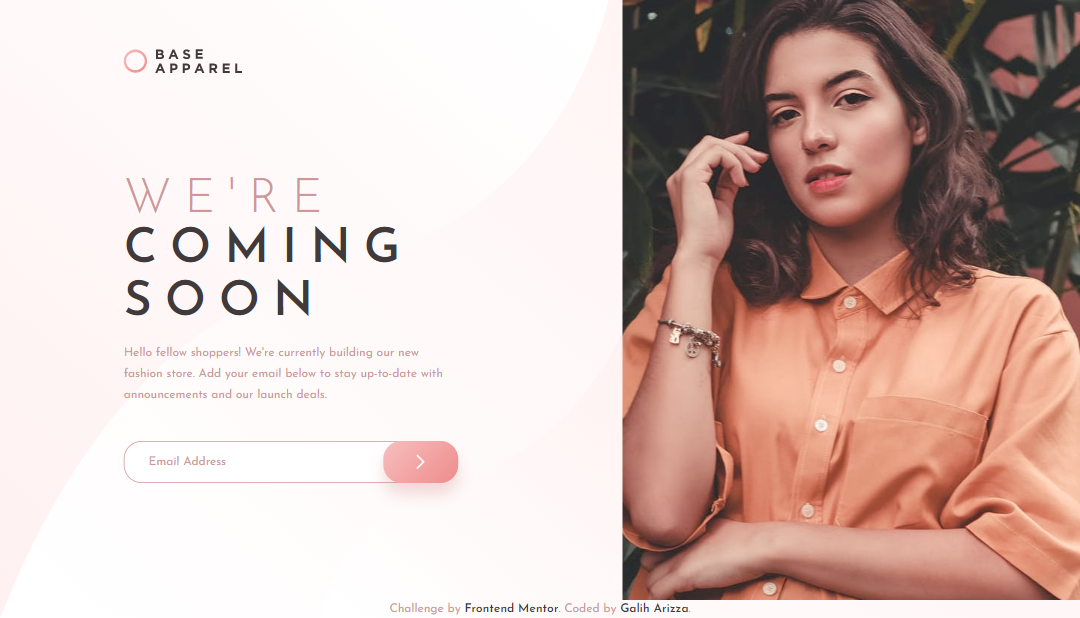 BASE
APPAREL
WE'RE
COMING
SOON
Hello fellow shoppers! We're currently building our new
fashion store. Add your email below to stay up-to-date with
announcements and our launch deals.
Email Address
Challenge by Frontend Mentor. Coded by Galih Arizza.